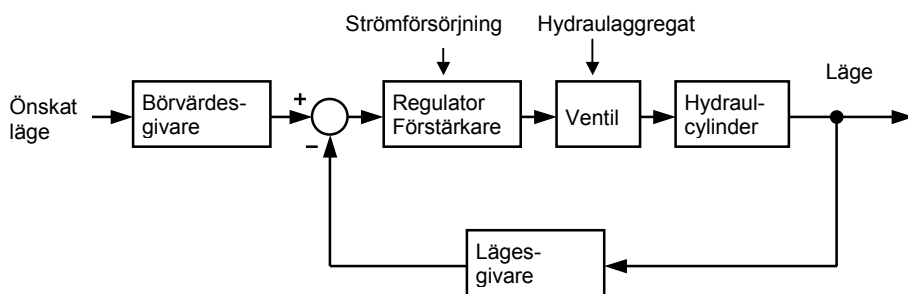 Strömförsörjning
Hydraulaggregat
Önskat
läge
Börvärdes-
givare
+
–
Regulator
Förstärkare
Ventil
Hydraul-
cylinder
Läge
Läges-
givare